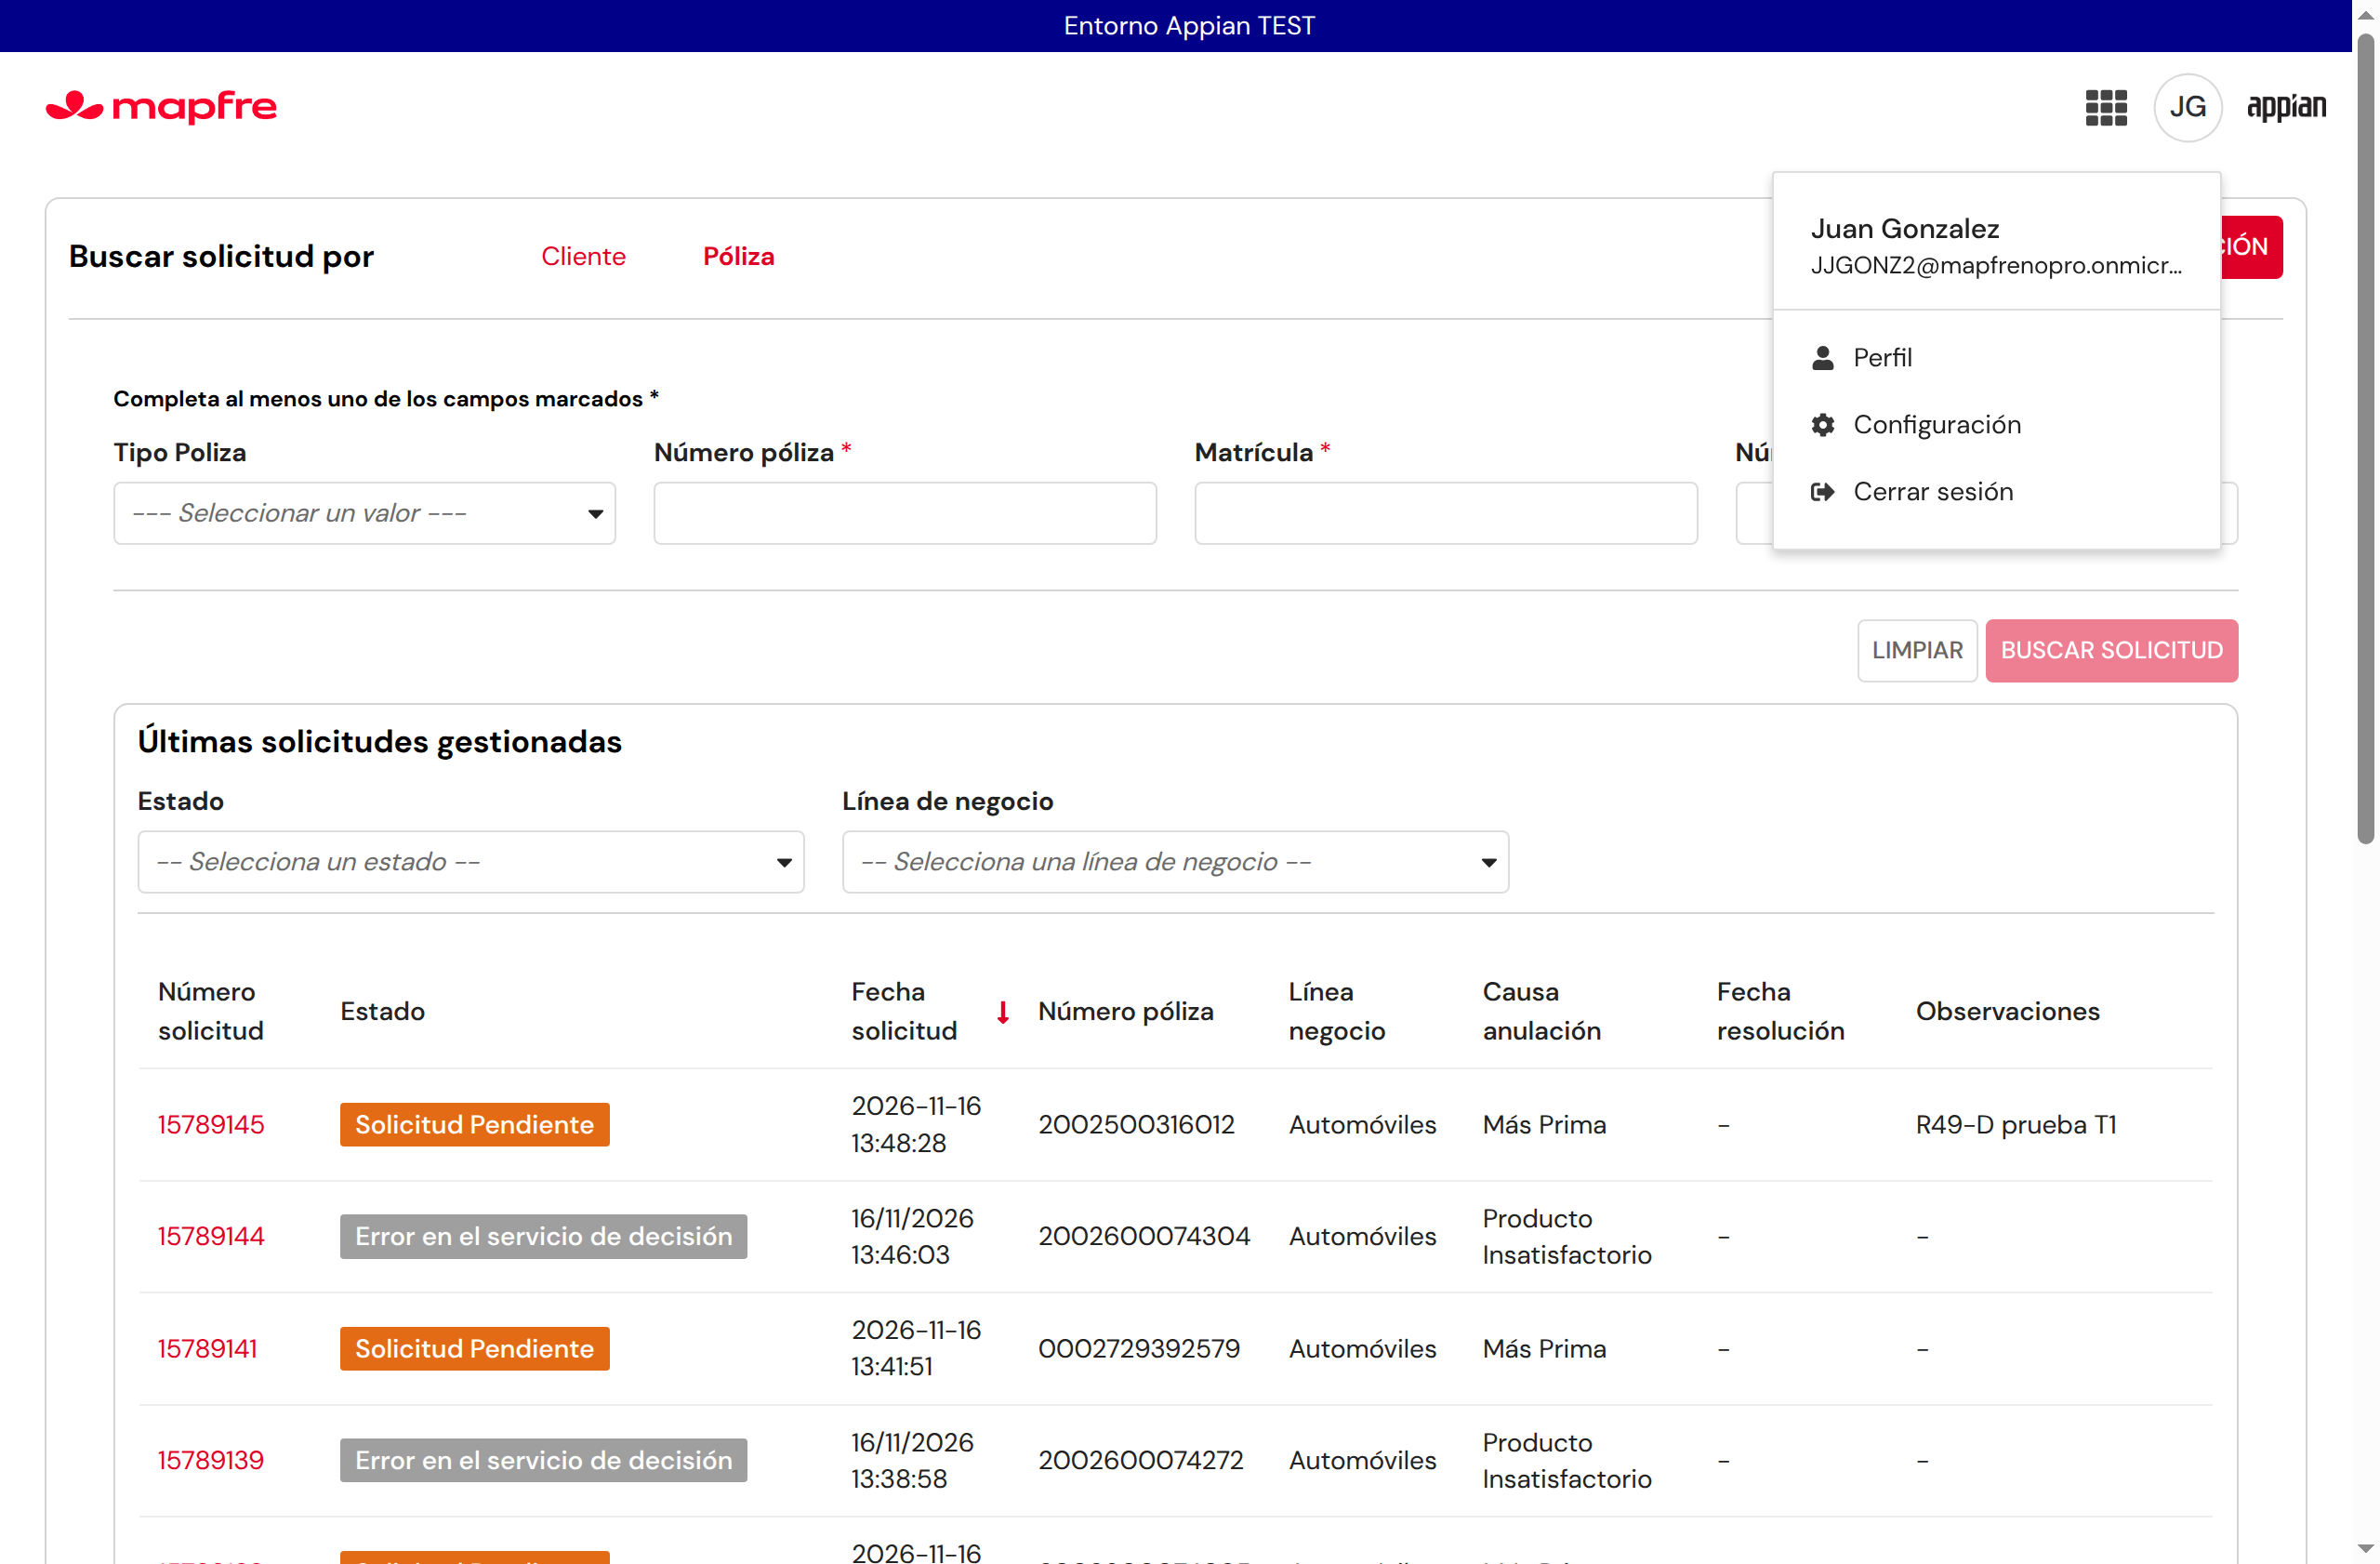 Entorno Appian TEST
mapfre
JG
appian
Juan Gonzalez
JJGONZ2@mapfrenopro.onmicr...
Perfil
Configuración
Cerrar sesión
Buscar solicitud por
Cliente
Póliza
Completa al menos uno de los campos marcados *
Tipo Poliza
Número póliza *
Matrícula *
--- Seleccionar un valor ---
LIMPIAR
BUSCAR SOLICITUD
Últimas solicitudes gestionadas
Estado
Línea de negocio
-- Selecciona un estado --
-- Selecciona una línea de negocio --
Número solicitud
Estado
Fecha solicitud
Número póliza
Línea negocio
Causa anulación
Fecha resolución
Observaciones
15789145
Solicitud Pendiente
2026-11-16 13:48:28
2002500316012
Automóviles
Más Prima
-
R49-D prueba T1
15789144
Error en el servicio de decisión
16/11/2026 13:46:03
2002600074304
Automóviles
Producto Insatisfactorio
-
-
15789141
Solicitud Pendiente
2026-11-16 13:41:51
0002729392579
Automóviles
Más Prima
-
-
15789139
Error en el servicio de decisión
16/11/2026 13:38:58
2002600074272
Automóviles
Producto Insatisfactorio
-
-
2026-11-16